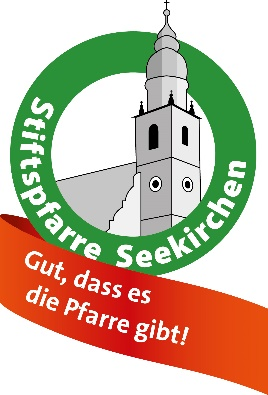 Stiftspfarre Seekirchen
Gut, dass es
die Pfarre gibt!